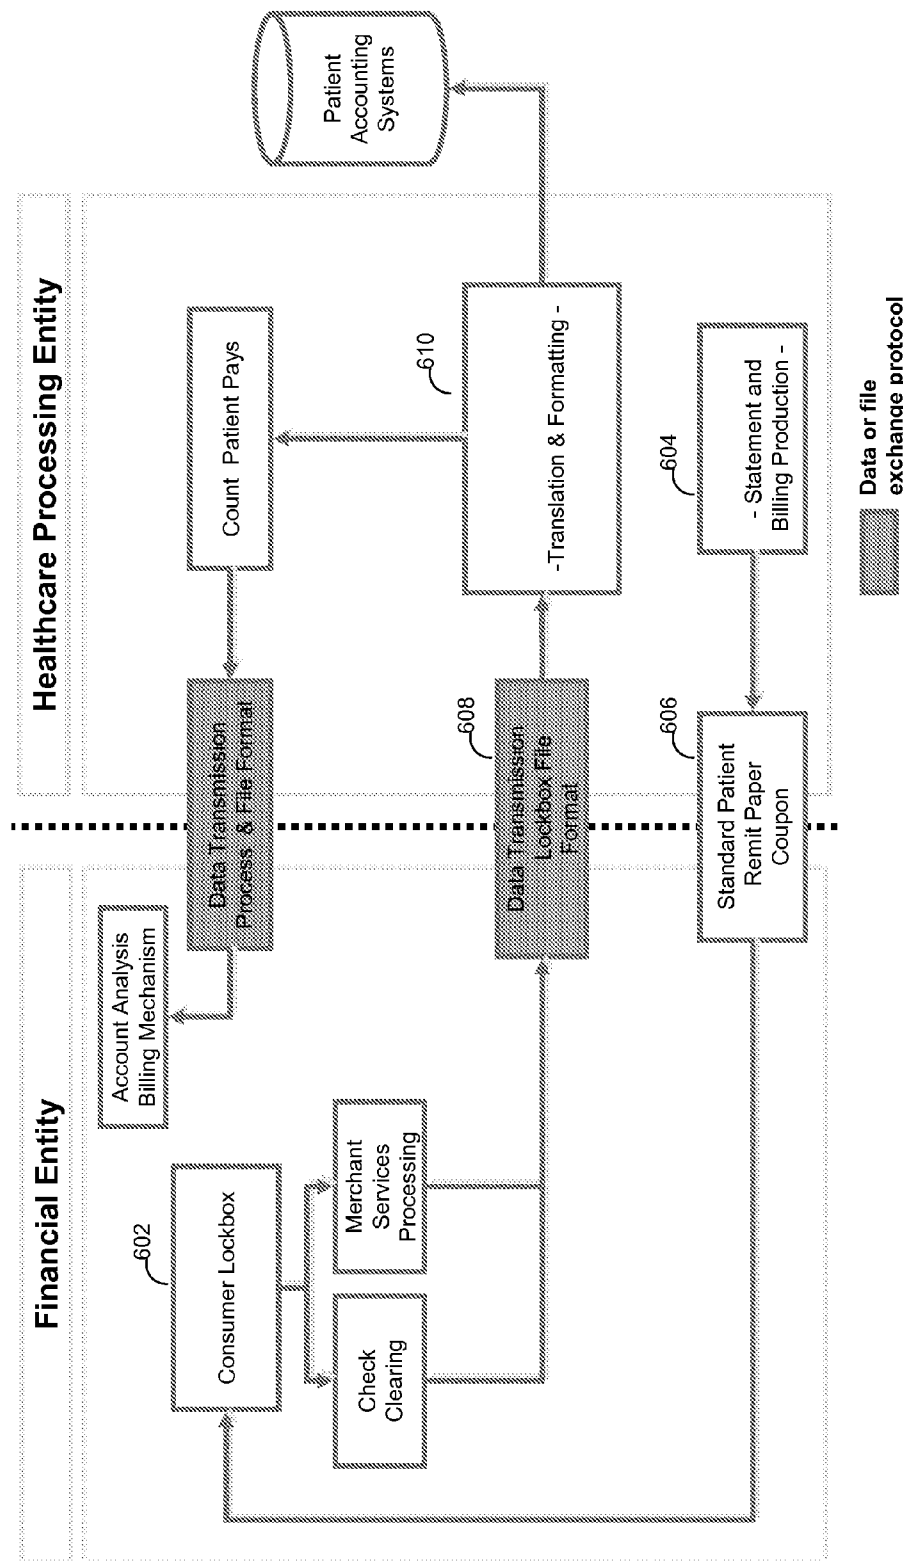 Financial Entity
Healthcare Processing Entity
602
Consumer Lockbox
Check
Clearing
Merchant
Services
Processing
Account Analysis
Billing Mechanism
Data Transmission
Process & File Format
Count Patient Pays
Data Transmission
Lockbox File
Format
608
610
-Translation & Formatting -
Patient
Accounting
Systems
606
Standard Patient
Remit Paper
Coupon
604
- Statement and
Billing Production -
Data or file
exchange protocol